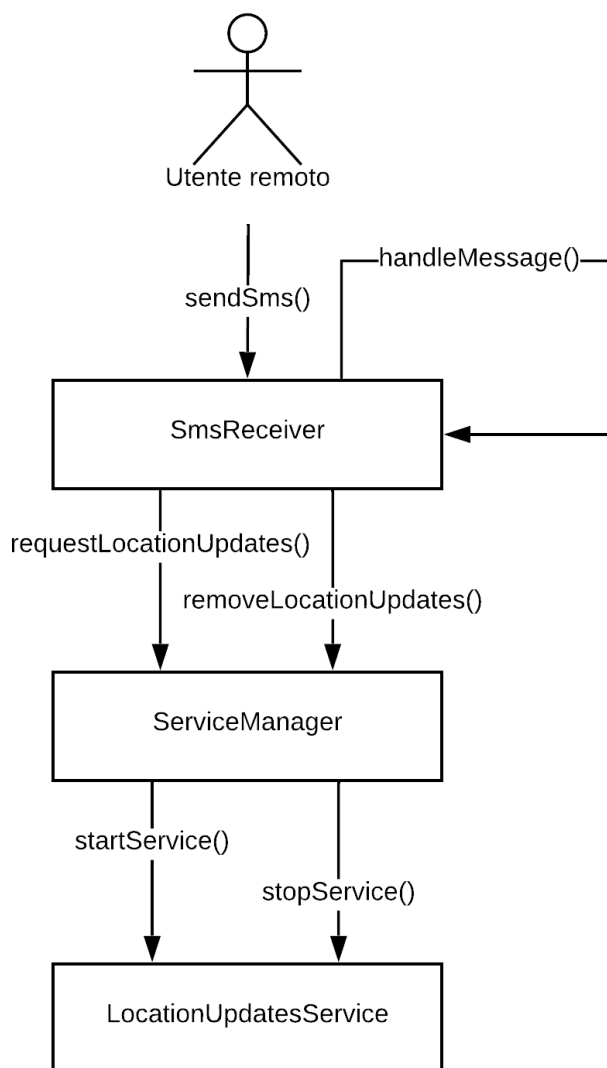 Utente remoto
handleMessage()
sendSms()
SmsReceiver
requestLocationUpdates()
removeLocationUpdates()
ServiceManager
startService()
stopService()
LocationUpdatesService